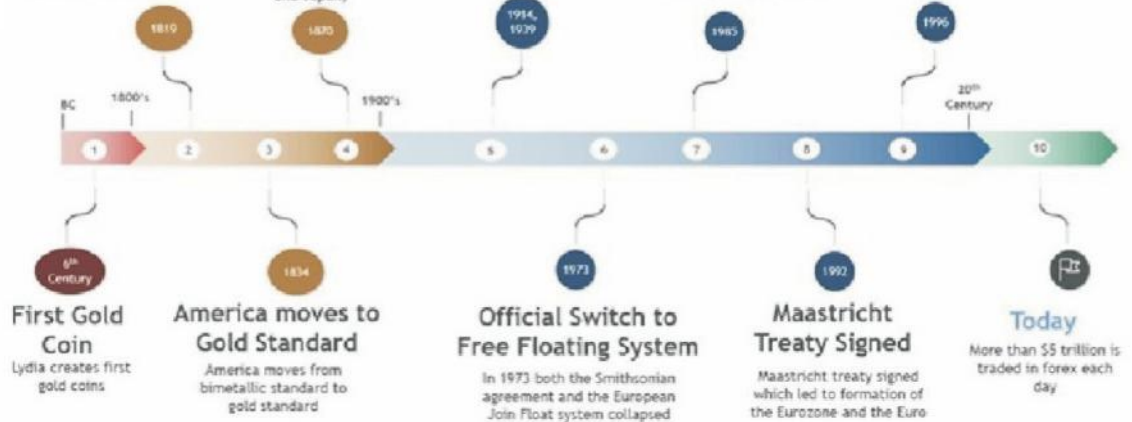 1819
1870
1914,
1939
1985
1996
BC
1800's
1900's
20th
Century
1
2
3
4
5
6
7
8
9
10
6th
Century
1834
1973
1992
First Gold
Coin
Lydia creates first
gold coins
America moves to
Gold Standard
America moves from
bimetallic standard to
gold standard
Official Switch to
Free Floating System
In 1973 both the Smithsonian
agreement and the European
Join Float system collapsed
Maastricht
Treaty Signed
Maastricht treaty signed
which led to formation of
the Eurozone and the Euro
Today
More than $5 trillion is
traded in forex each
day